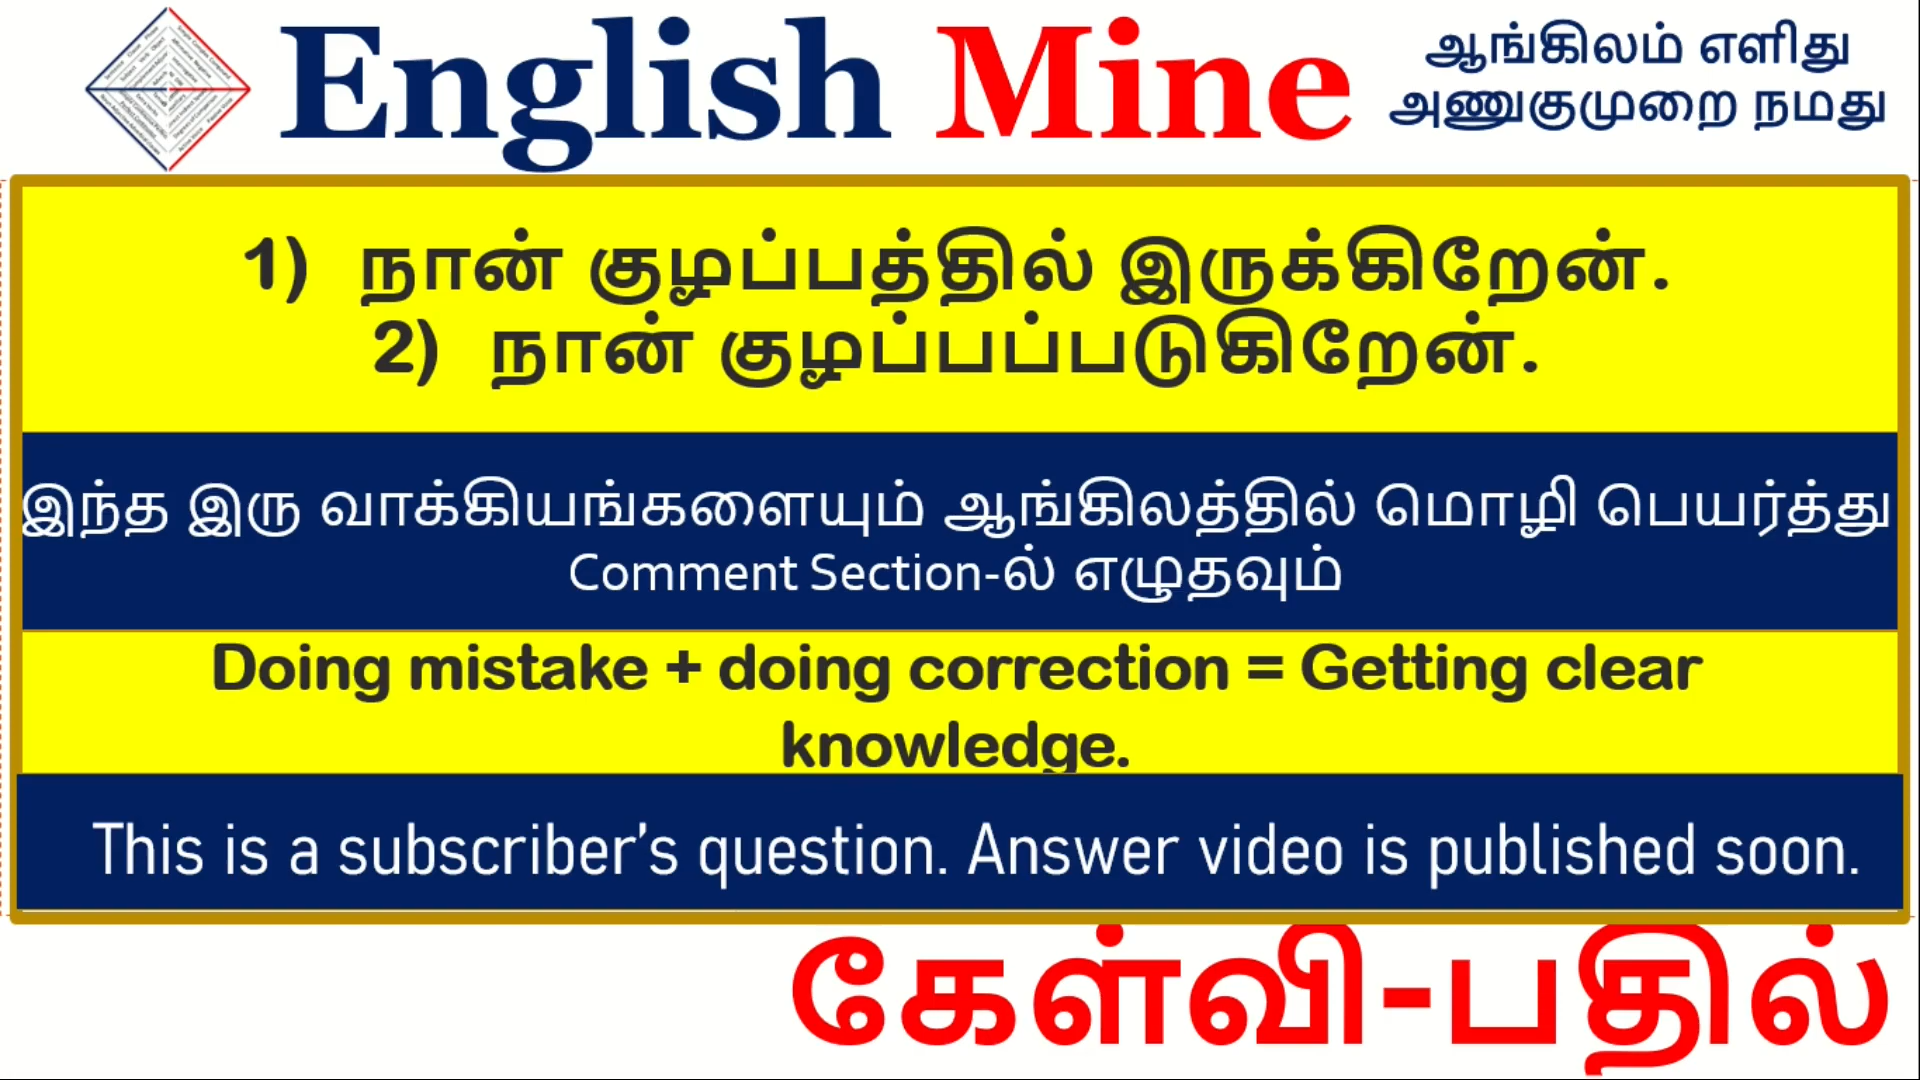 English Mine
ஆங்கிலம் எளிது
அணுகுமுறை நமது
1) நான் குழப்பத்தில் இருக்கிறேன்.
2) நான் குழப்பப்படுகிறேன்.
இந்த இரு வாக்கியங்களையும் ஆங்கிலத்தில் மொழி பெயர்த்து
Comment Section-ல் எழுதவும்
Doing mistake + doing correction = Getting clear
knowledge.
This is a subscriber’s question. Answer video is published soon.
கேள்வி-பதில்